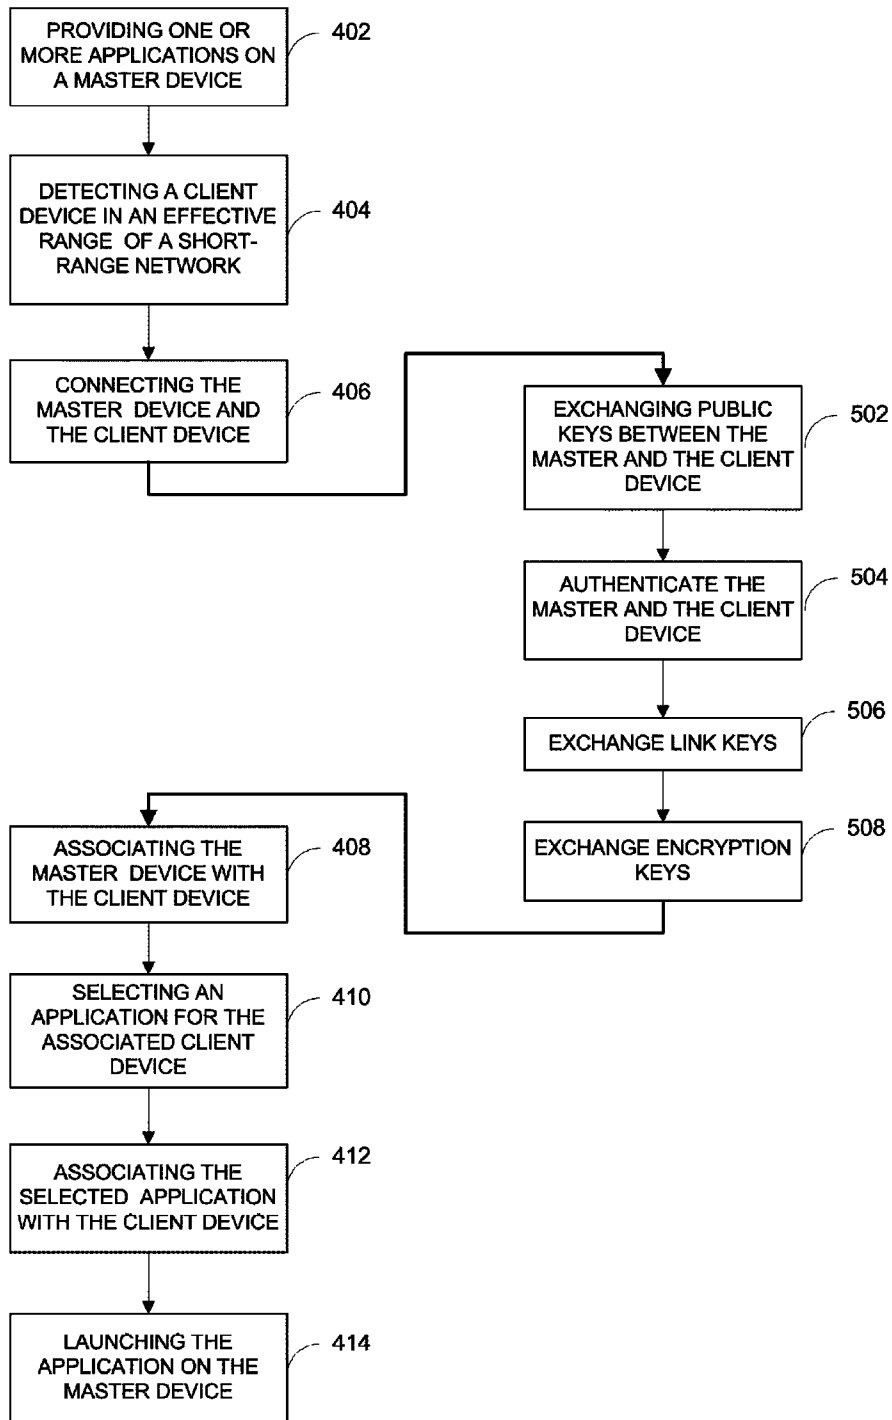 PROVIDING ONE OR
MORE APPLICATIONS ON
A MASTER DEVICE
402
DETECTING A CLIENT
DEVICE IN AN EFFECTIVE
RANGE OF A SHORT-
RANGE NETWORK
404
CONNECTING THE
MASTER DEVICE AND
THE CLIENT DEVICE
406
EXCHANGING PUBLIC
KEYS BETWEEN THE
MASTER AND THE CLIENT
DEVICE
502
AUTHENTICATE THE
MASTER AND THE CLIENT
DEVICE
504
EXCHANGE LINK KEYS
506
EXCHANGE ENCRYPTION
KEYS
508
ASSOCIATING THE
MASTER DEVICE WITH
THE CLIENT DEVICE
408
SELECTING AN
APPLICATION FOR THE
ASSOCIATED CLIENT
DEVICE
410
ASSOCIATING THE
SELECTED APPLICATION
WITH THE CLIENT DEVICE
412
LAUNCHING THE
APPLICATION ON THE
MASTER DEVICE
414